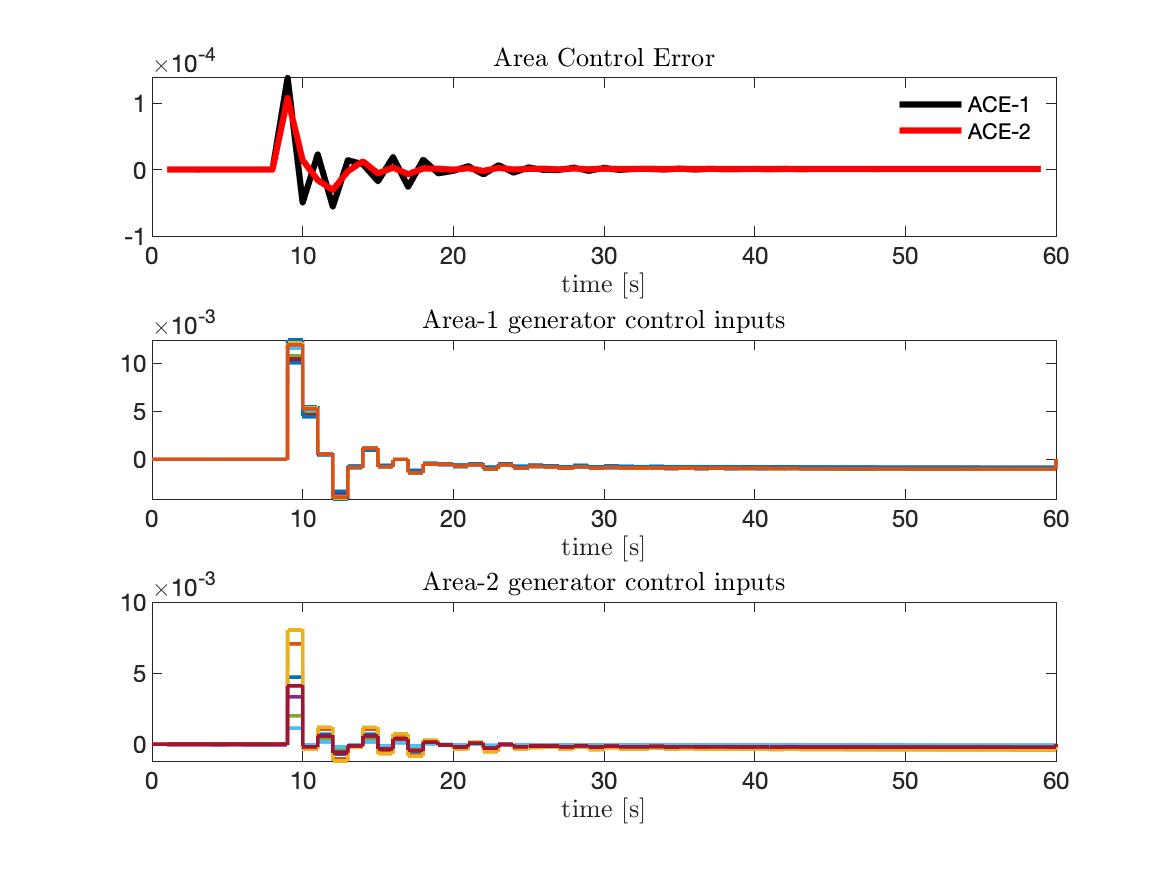 ×10-4
Area Control Error
1
0
-1
ACE-1
ACE-2
0 10 20 30 40 50 60
time [s]
×10-3
Area-1 generator control inputs
10
5
0
0 10 20 30 40 50 60
time [s]
×10-3
Area-2 generator control inputs
10
5
0
0 10 20 30 40 50 60
time [s]